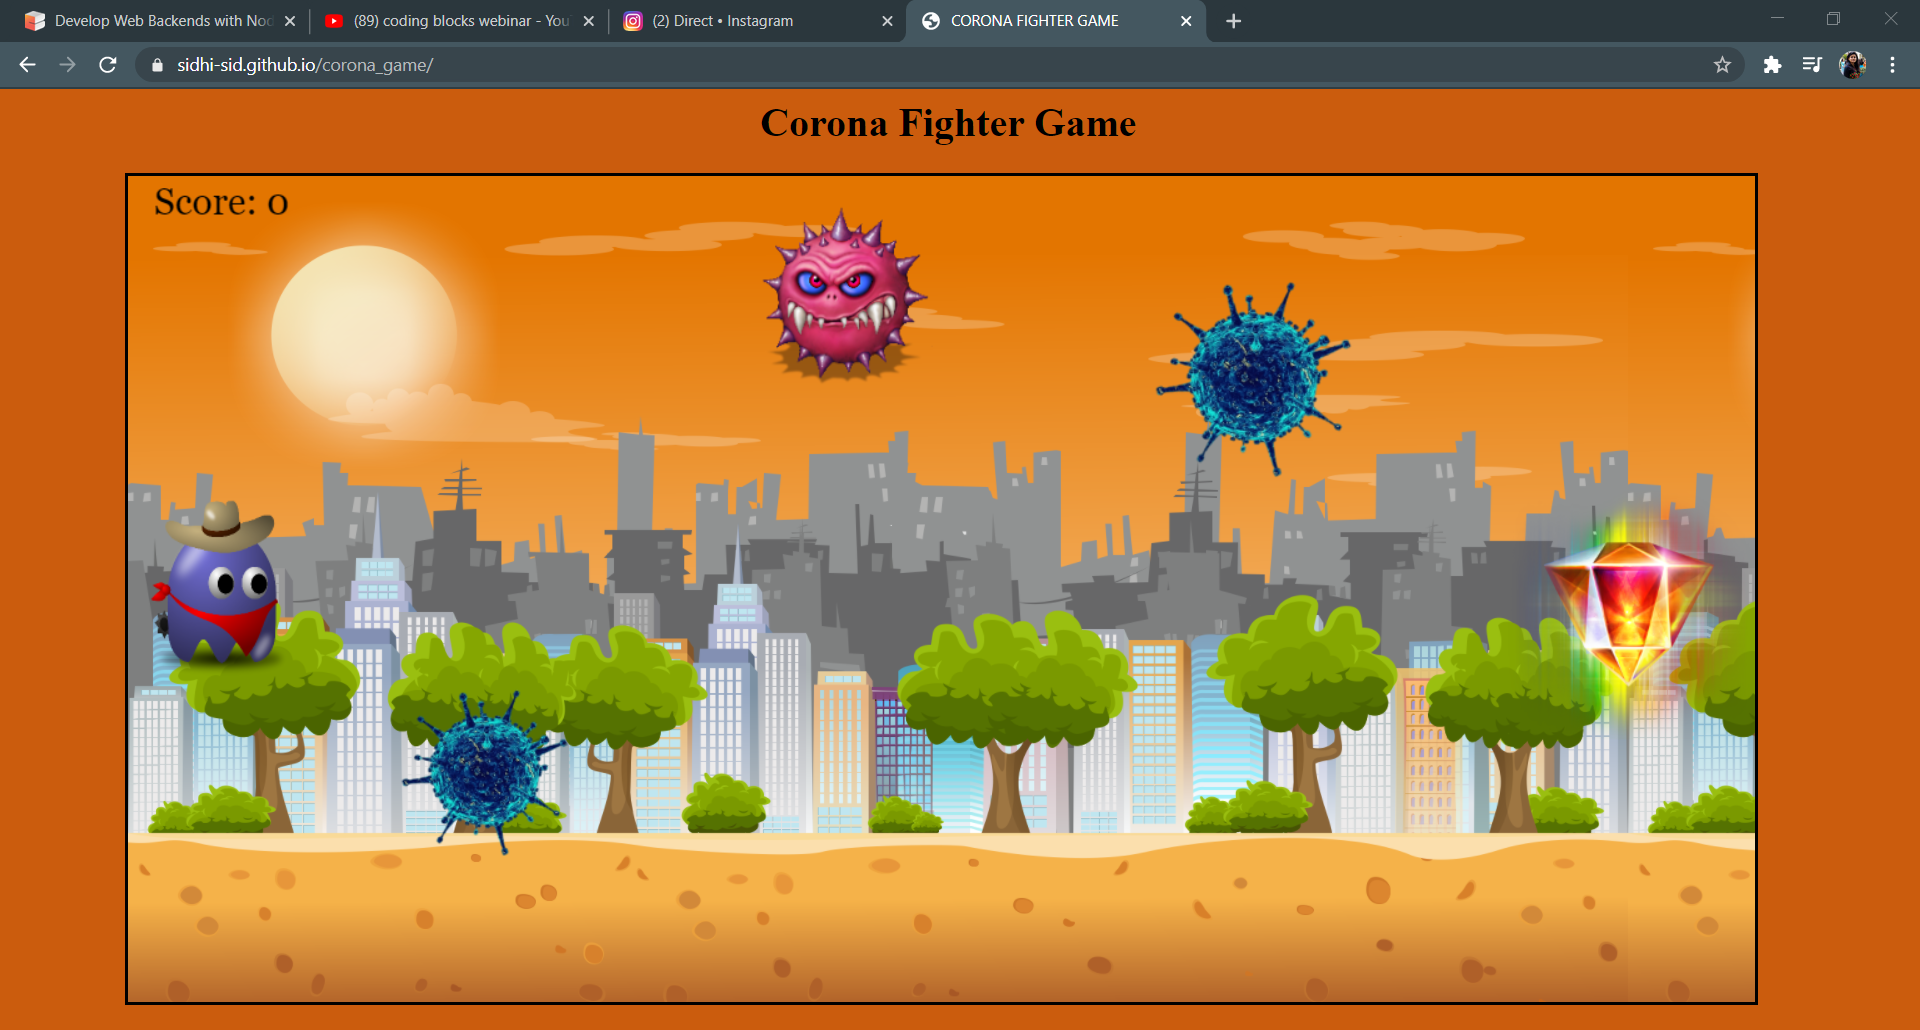 Develop Web Backends with Nod
(89) coding blocks webinar - You
(2) Direct • Instagram
CORONA FIGHTER GAME
sidhi-sid.github.io/corona_game/
Corona Fighter Game
Score: 0